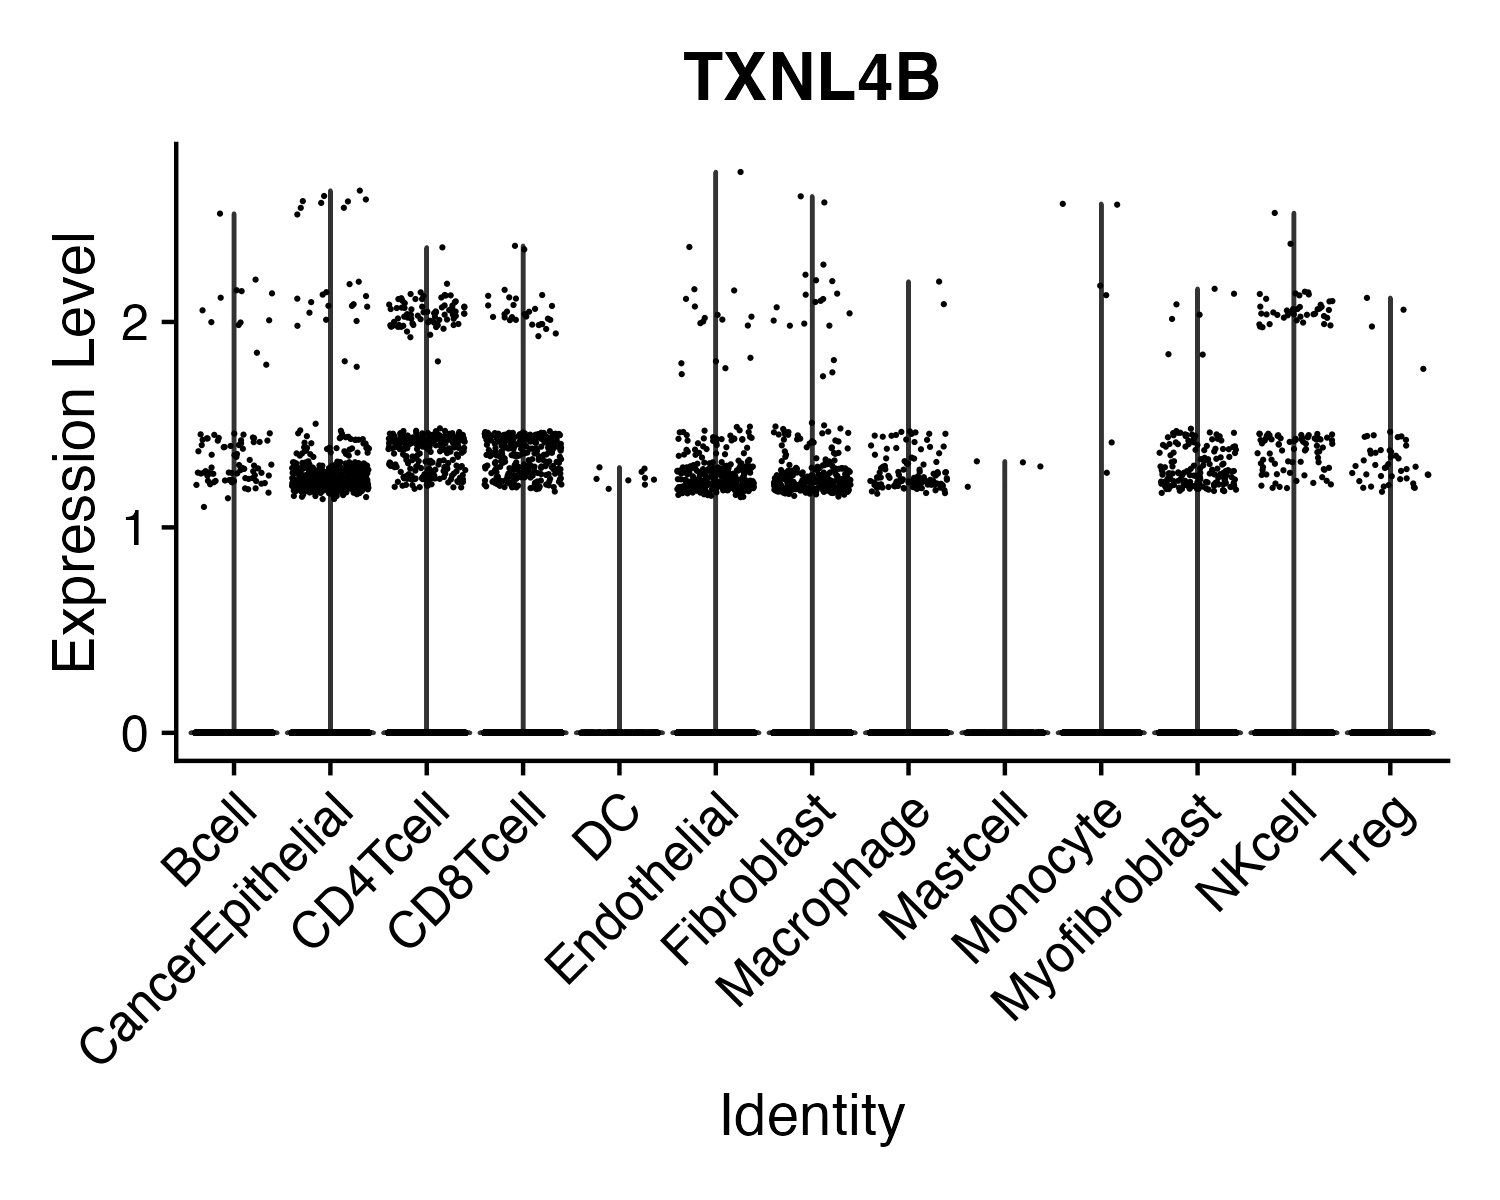 TXNL4B
Expression Level
2
1
0
Bcell
CancerEpithelial
CD4Tcell
CD8Tcell
DC
Endothelial
Fibroblast
Macrophage
Mastcell
Monocyte
Myofibroblast
NKcell
Treg
Identity